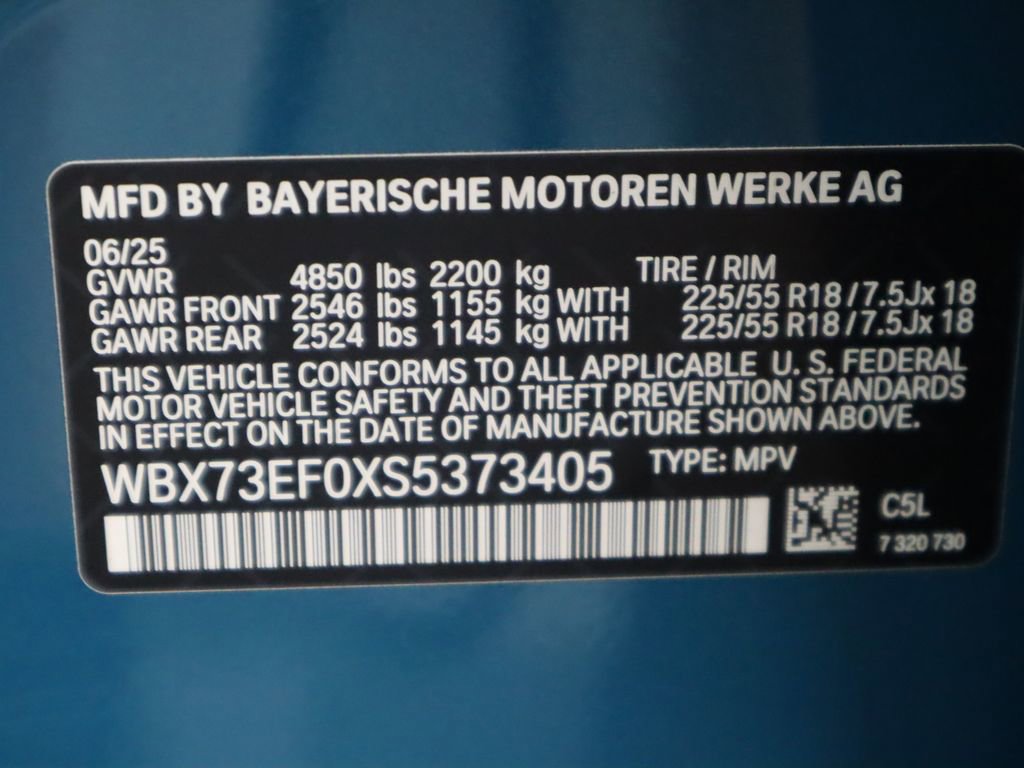 MFD BY BAYERISCHE MOTOREN WERKE AG
06/25
GVWR 4850 lbs 2200 kg TIRE / RIM
GAWR FRONT 2546 lbs 1155 kg WITH 225/55 R18 / 7.5Jx 18
GAWR REAR 2524 lbs 1145 kg WITH 225/55 R18 / 7.5Jx 18
THIS VEHICLE CONFORMS TO ALL APPLICABLE U. S. FEDERAL
MOTOR VEHICLE SAFETY AND THEFT PREVENTION STANDARDS
IN EFFECT ON THE DATE OF MANUFACTURE SHOWN ABOVE.
WBX73EF0XS5373405 TYPE: MPV
C5L
7 320 730